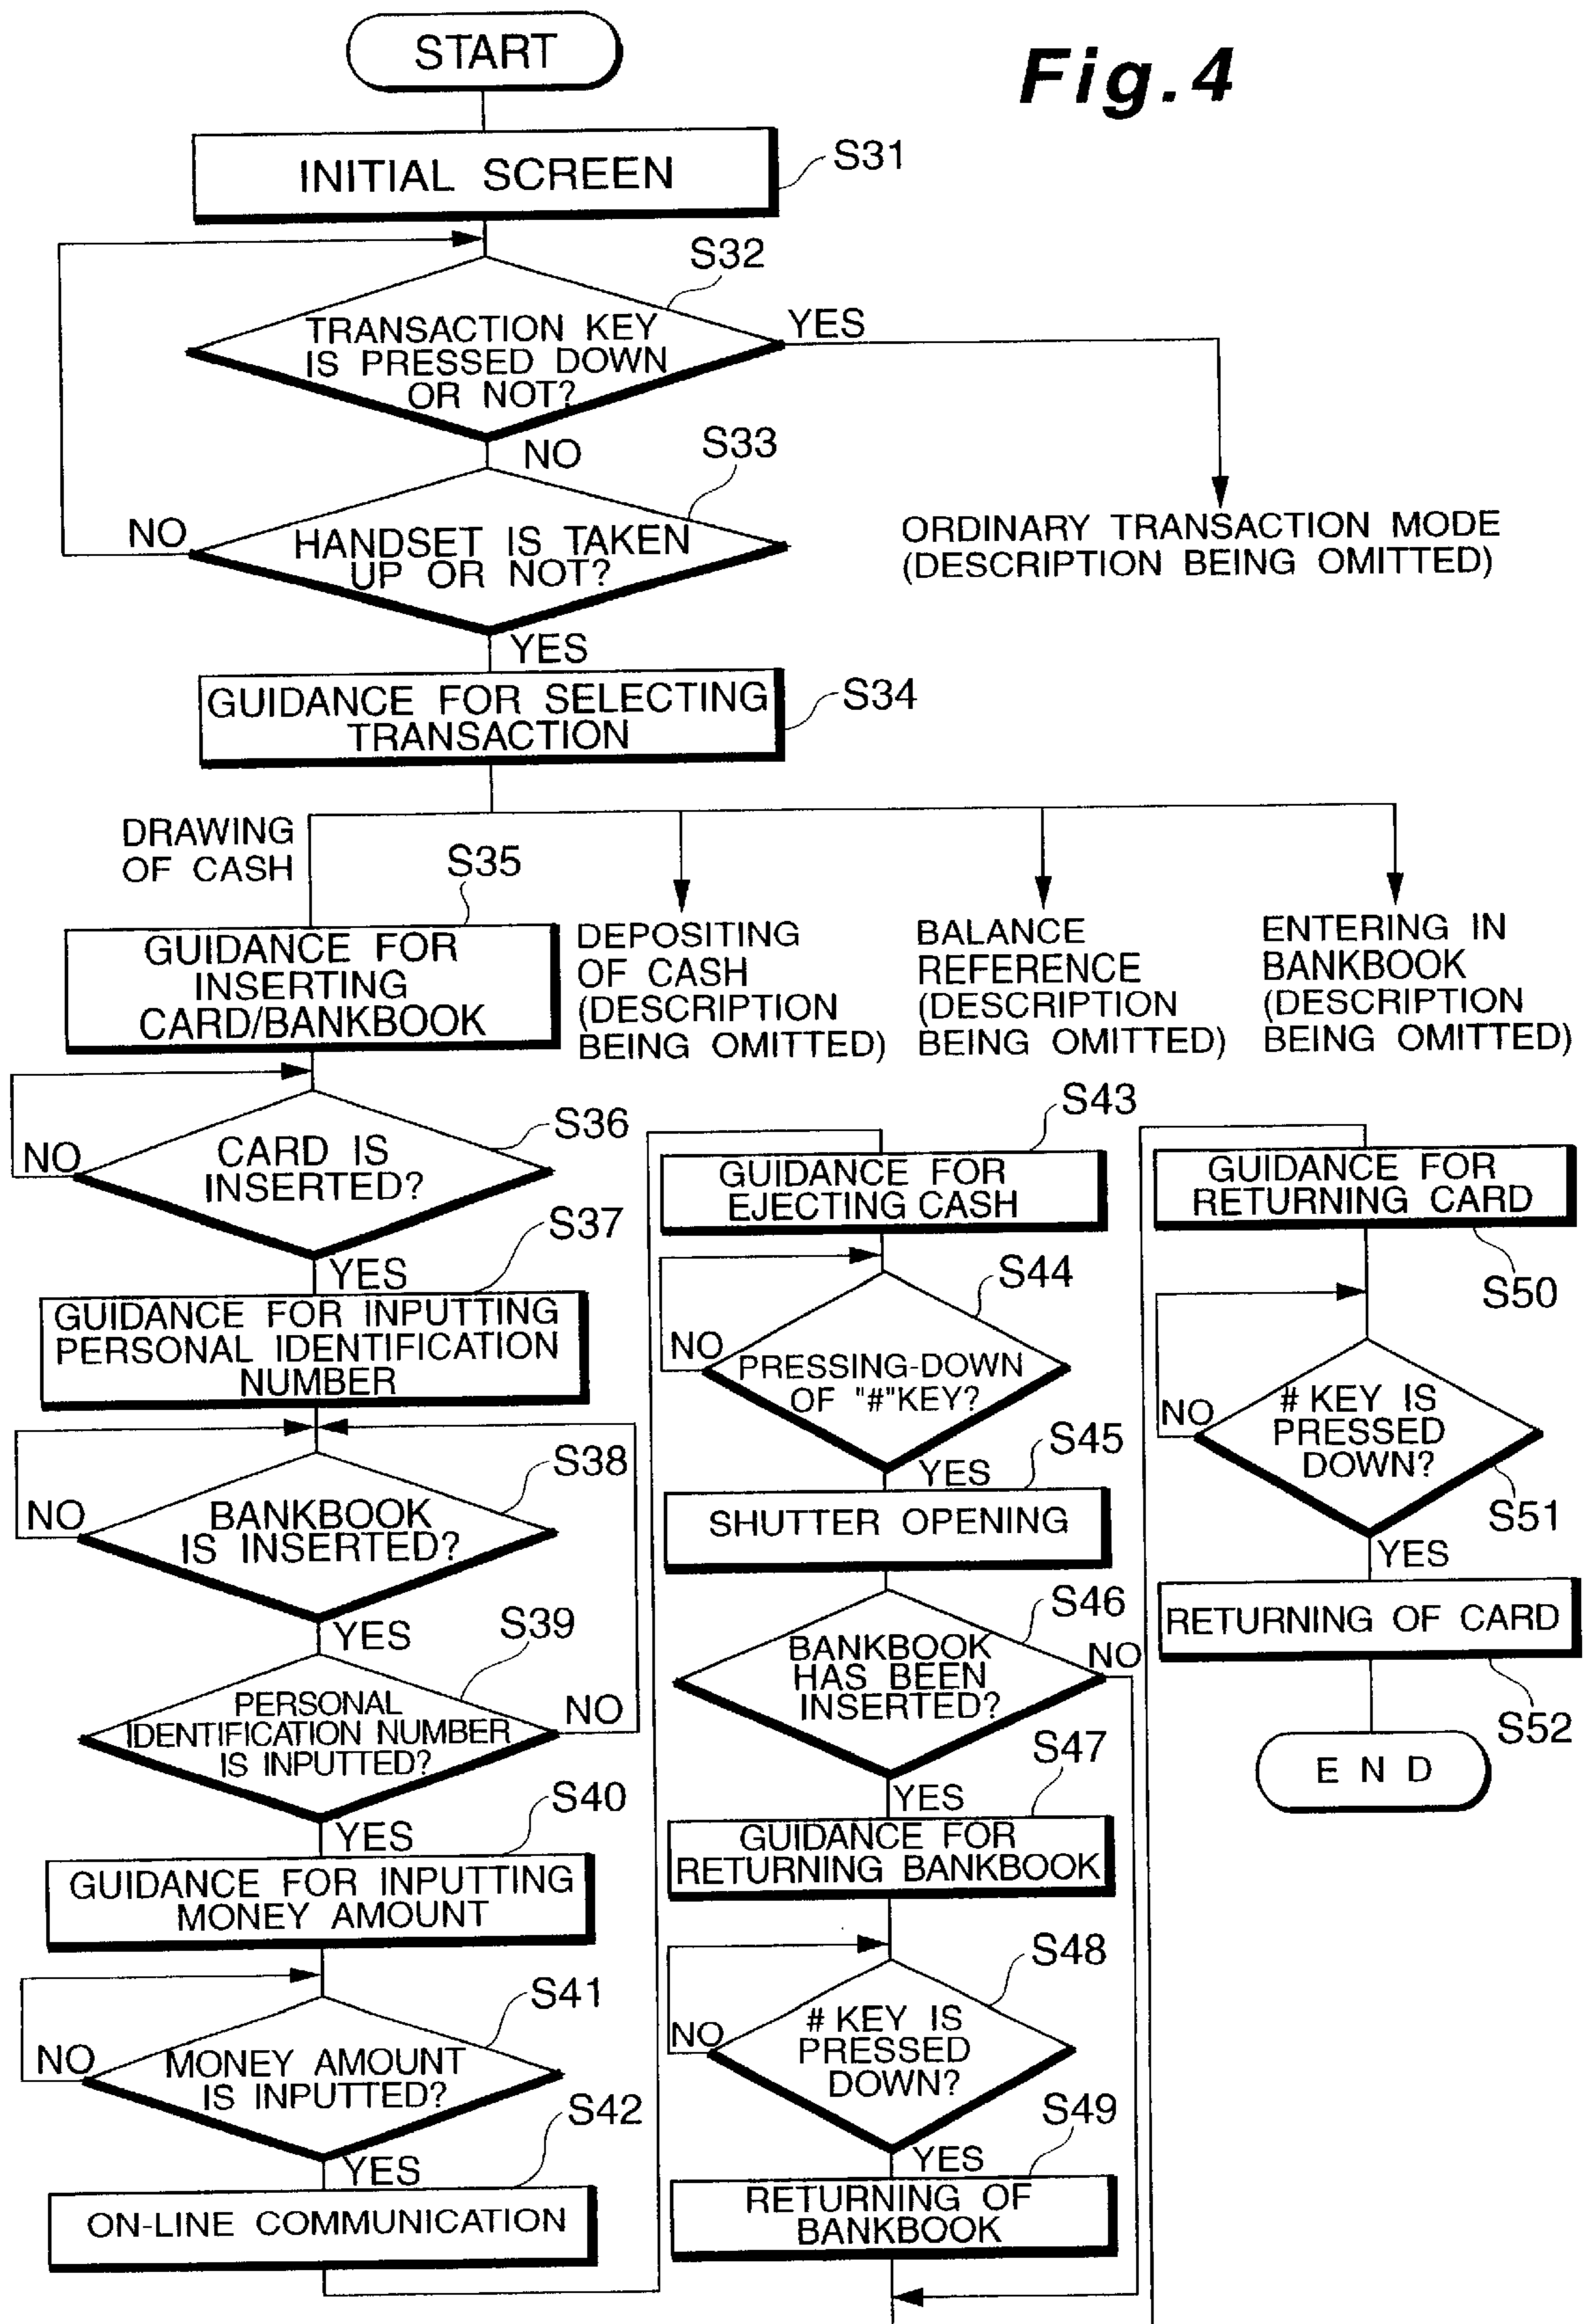 START
Fig.4
INITIAL SCREEN
S31
S32
TRANSACTION KEY
IS PRESSED DOWN
OR NOT?
YES
NO
S33
HANDSET IS TAKEN
UP OR NOT?
NO
YES
ORDINARY TRANSACTION MODE
(DESCRIPTION BEING OMITTED)
GUIDANCE FOR SELECTING
TRANSACTION
S34
DRAWING
OF CASH
S35
GUIDANCE FOR
INSERTING
CARD/BANKBOOK
DEPOSITING
OF CASH
(DESCRIPTION
BEING OMITTED)
BALANCE
REFERENCE
(DESCRIPTION
BEING OMITTED)
ENTERING IN
BANKBOOK
(DESCRIPTION
BEING OMITTED)
S36
CARD IS
INSERTED?
NO
YES
S37
GUIDANCE FOR INPUTTING
PERSONAL IDENTIFICATION
NUMBER
S38
BANKBOOK
IS INSERTED?
NO
YES
S39
PERSONAL
IDENTIFICATION NUMBER
IS INPUTTED?
NO
YES
S40
GUIDANCE FOR INPUTTING
MONEY AMOUNT
S41
MONEY AMOUNT
IS INPUTTED?
NO
YES
S42
ON-LINE COMMUNICATION
S43
GUIDANCE FOR
EJECTING CASH
S44
PRESSING-DOWN
OF "#"KEY?
NO
YES
S45
SHUTTER OPENING
S46
BANKBOOK
HAS BEEN
INSERTED?
NO
YES
S47
GUIDANCE FOR
RETURNING BANKBOOK
S48
# KEY IS
PRESSED
DOWN?
NO
YES
S49
RETURNING OF
BANKBOOK
GUIDANCE FOR
RETURNING CARD
S50
# KEY IS
PRESSED
DOWN?
NO
S51
YES
RETURNING OF CARD
S52
E N D